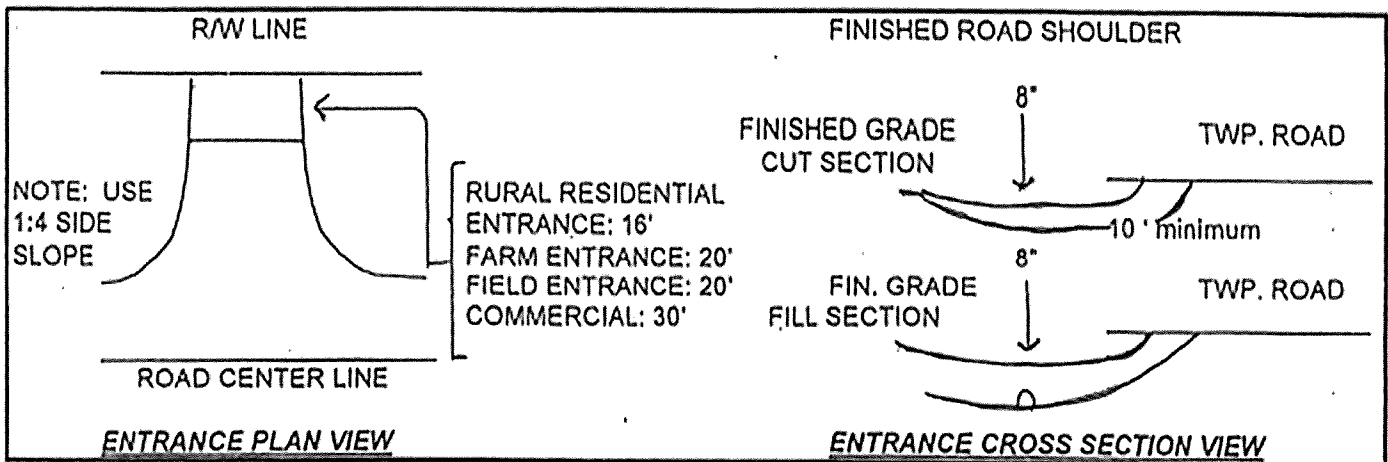 R/W LINE
NOTE: USE
1:4 SIDE
SLOPE
RURAL RESIDENTIAL
ENTRANCE: 16'
FARM ENTRANCE: 20'
FIELD ENTRANCE: 20'
COMMERCIAL: 30'
ROAD CENTER LINE
ENTRANCE PLAN VIEW
FINISHED ROAD SHOULDER
8"
FINISHED GRADE
CUT SECTION
TWP. ROAD
10 ' minimum
8"
FIN. GRADE
FILL SECTION
TWP. ROAD
ENTRANCE CROSS SECTION VIEW